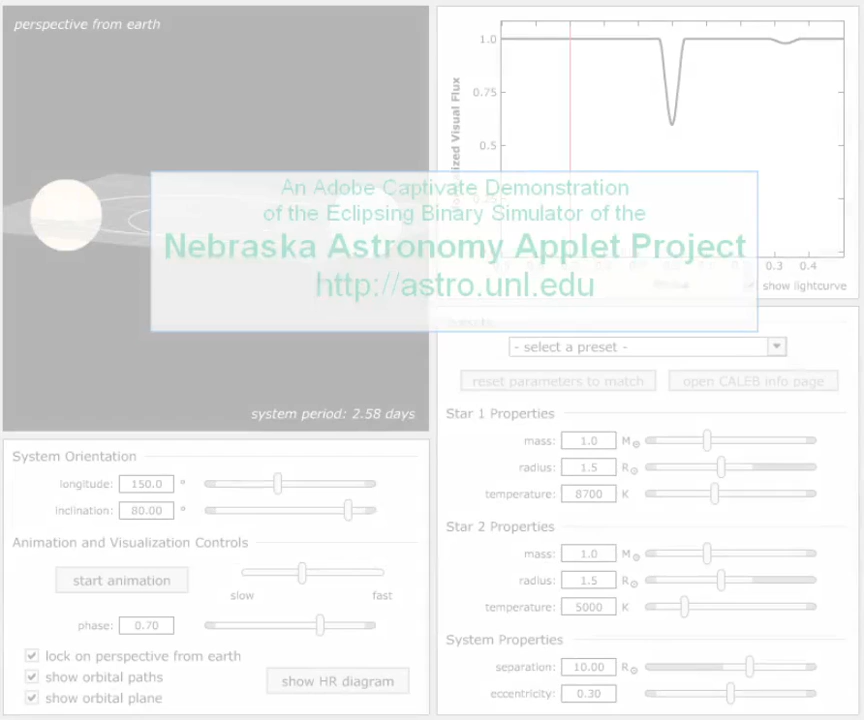 perspective from earth
An Adobe Captivate Demonstration
of the Eclipsing Binary Simulator of the
Nebraska Astronomy Applet Project
http://astro.unl.edu
system period: 2.58 days
1.0
0.75
0.5
0.3 0.4
show lightcurve
- select a preset -
reset parameters to match
open CALEB info page
System Orientation
longitude: 150.0 °
inclination: 80.00 °
Animation and Visualization Controls
start animation
slow fast
phase: 0.70
lock on perspective from earth
show orbital paths
show orbital plane
show HR diagram
Star 1 Properties
mass: 1.0 M⊙
radius: 1.5 R⊙
temperature: 8700 K
Star 2 Properties
mass: 1.0 M⊙
radius: 1.5 R⊙
temperature: 5000 K
System Properties
separation: 10.00 R⊙
eccentricity: 0.30